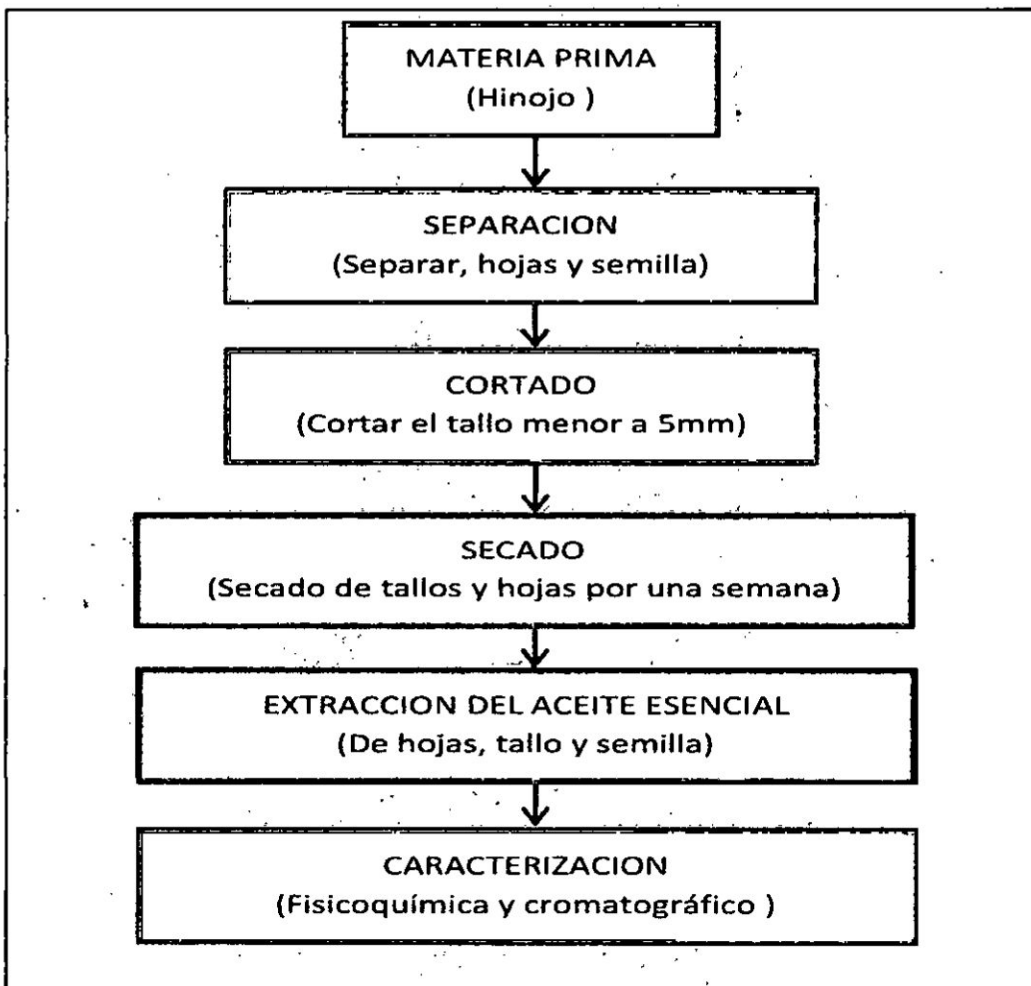 MATERIA PRIMA
(Hinojo )
SEPARACION
(Separar, hojas y semilla)
CORTADO
(Cortar el tallo menor a 5mm)
SECADO
(Secado de tallos y hojas por una semana)
EXTRACCION DEL ACEITE ESENCIAL
(De hojas, tallo y semilla)
CARACTERIZACION
(Fisicoquímica y cromatográfico )